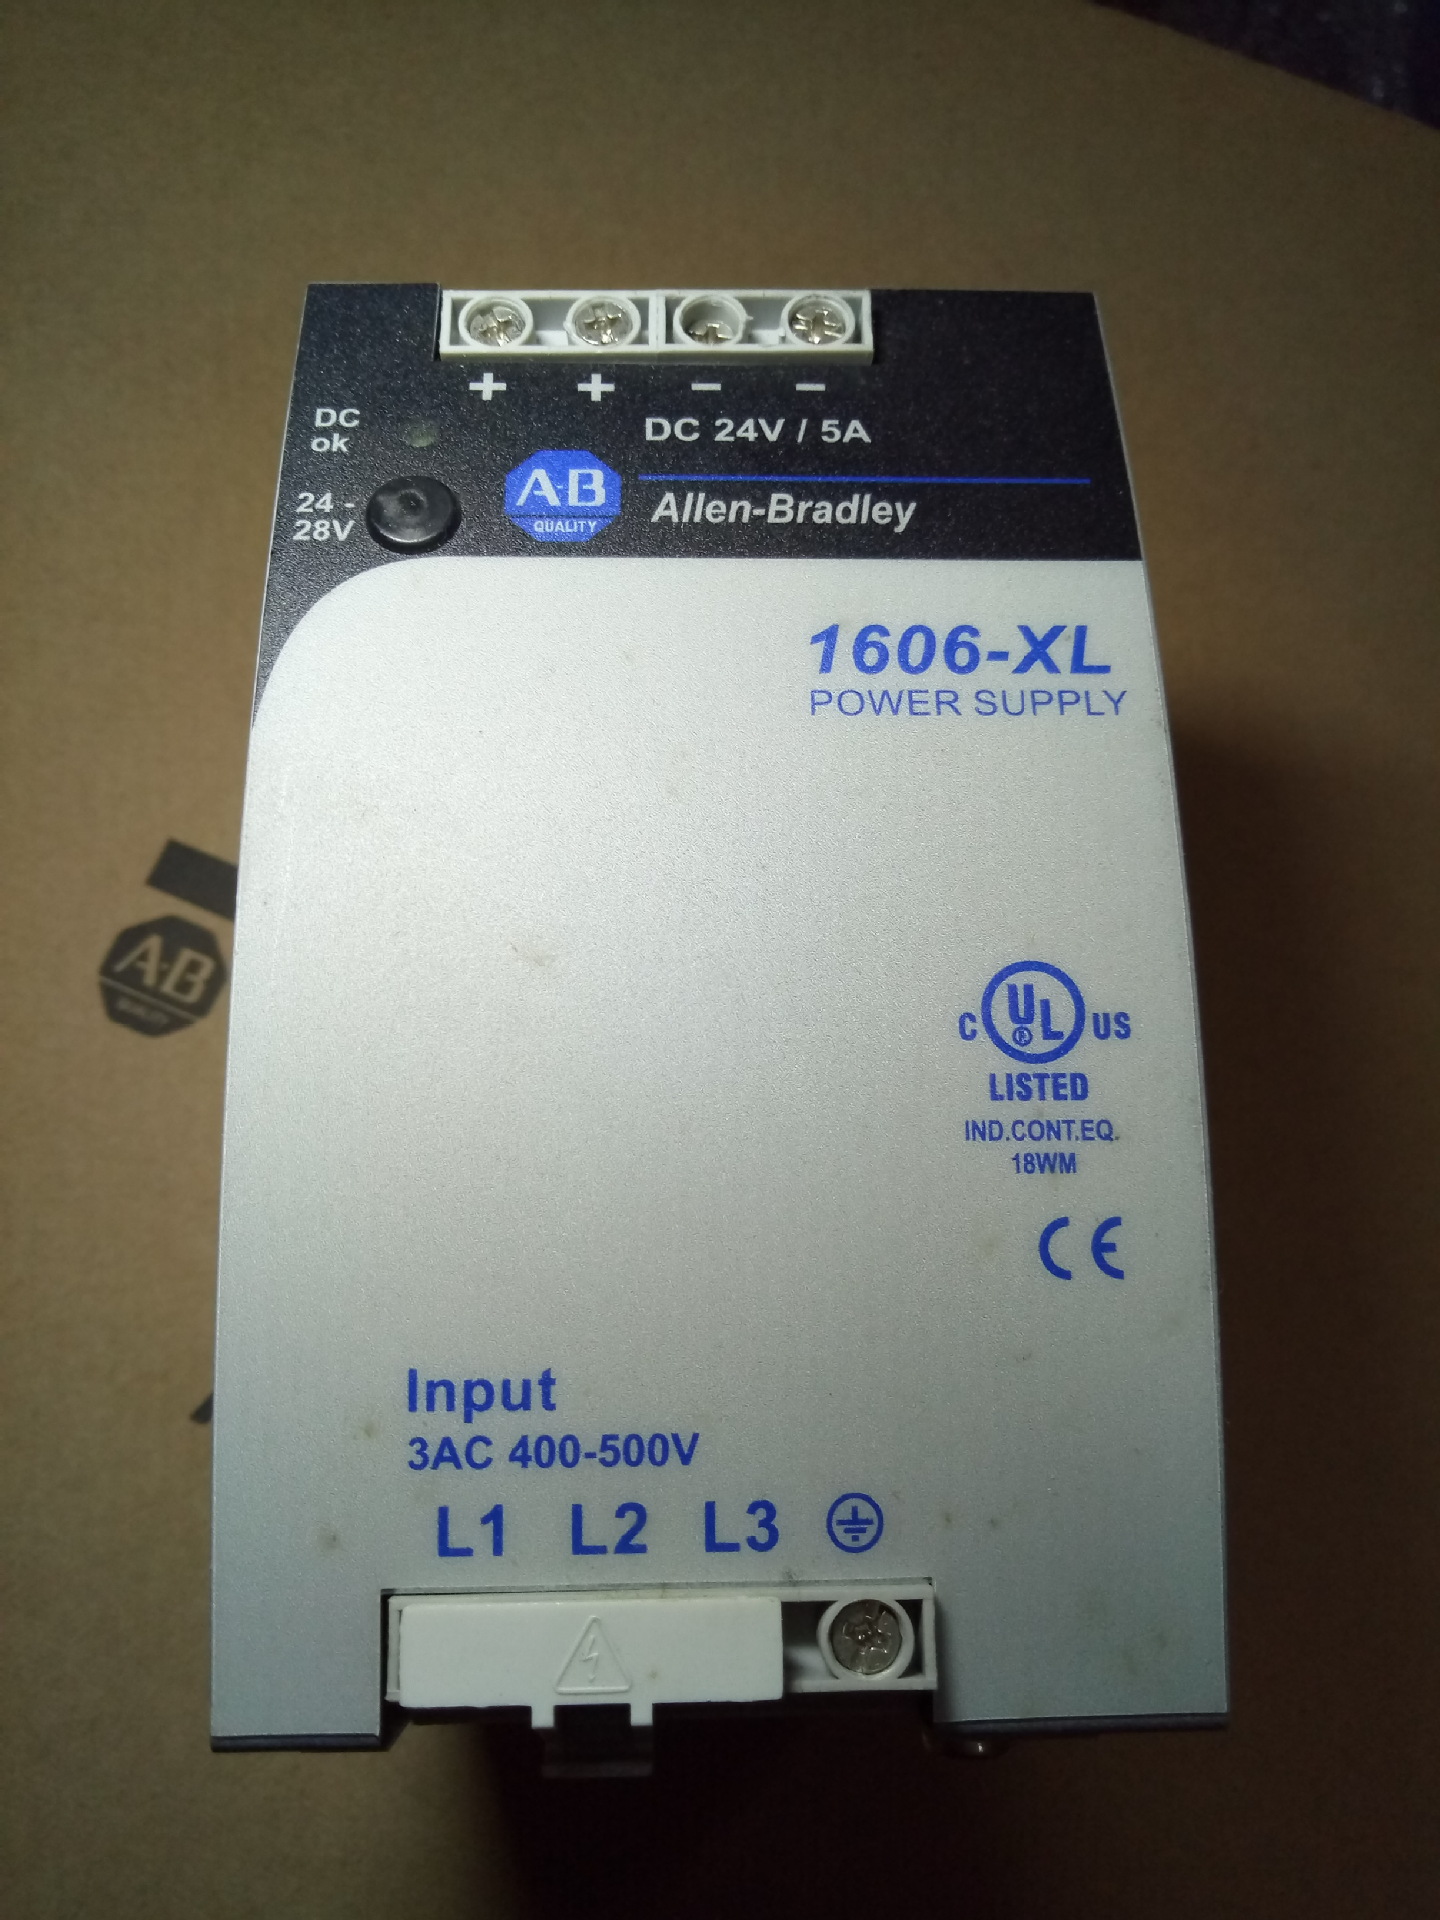 + + - -
DC
ok
DC 24V / 5A
24 -
28V
A-B
QUALITY
Allen-Bradley
1606-XL
POWER SUPPLY
A-B
QUALITY
C UL US
LISTED
IND.CONT.EQ.
18WM
CE
Input
3AC 400-500V
L1 L2 L3